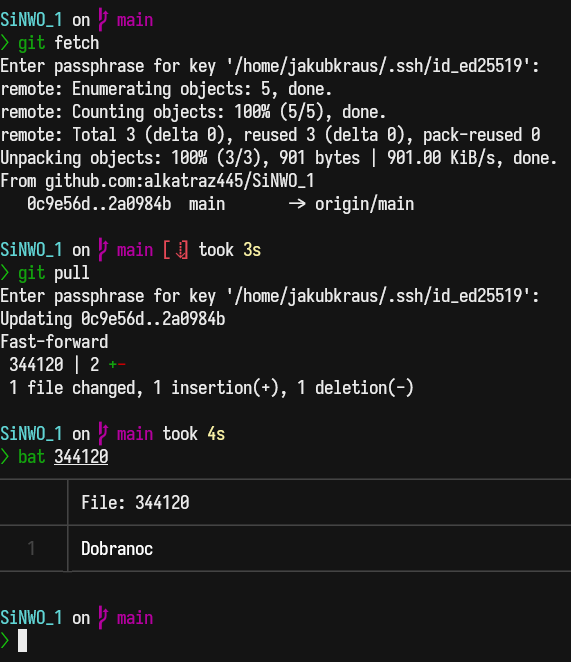 SiNWO_1 on main
> git fetch
Enter passphrase for key '/home/jakubkraus/.ssh/id_ed25519':
remote: Enumerating objects: 5, done.
remote: Counting objects: 100% (5/5), done.
remote: Total 3 (delta 0), reused 3 (delta 0), pack-reused 0
Unpacking objects: 100% (3/3), 901 bytes | 901.00 KiB/s, done.
From github.com:alkatraz445/SiNWO_1
   0c9e56d..2a0984b  main       -> origin/main
SiNWO_1 on main [⇣] took 3s
> git pull
Enter passphrase for key '/home/jakubkraus/.ssh/id_ed25519':
Updating 0c9e56d..2a0984b
Fast-forward
 344120 | 2 +-
 1 file changed, 1 insertion(+), 1 deletion(-)
SiNWO_1 on main took 4s
> bat 344120
File: 344120
1 Dobranoc
SiNWO_1 on main
>